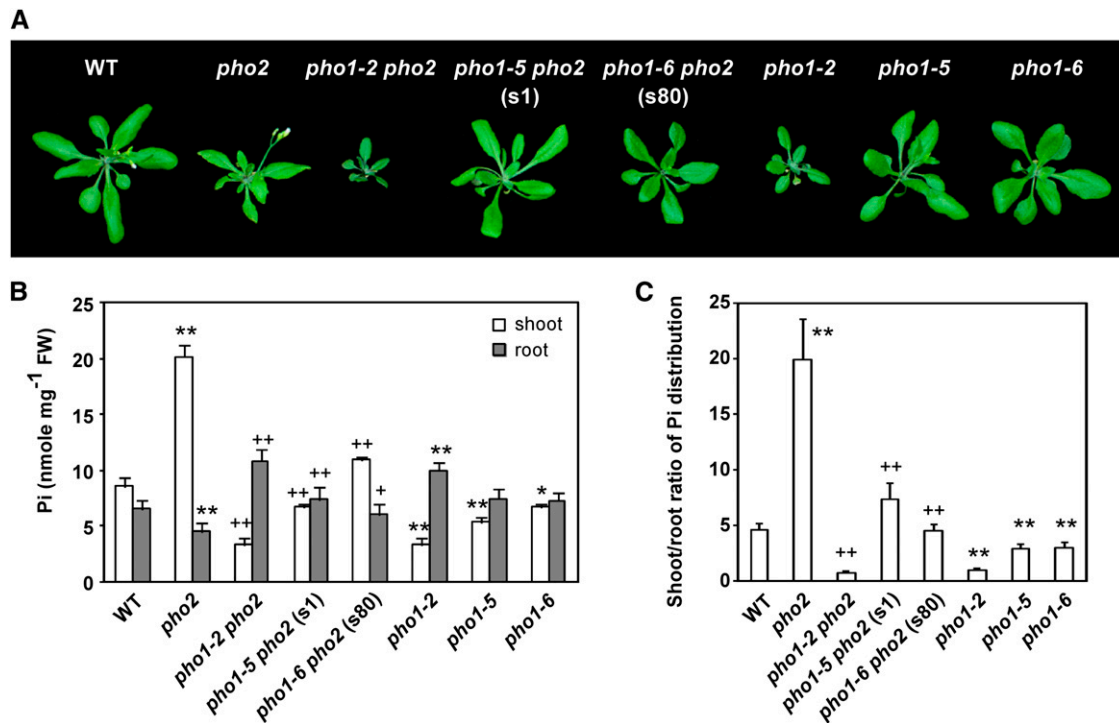 A
WT pho2 pho1-2 pho2 pho1-5 pho2 pho1-6 pho2 pho1-2 pho1-5 pho1-6
(s1) (s80)
B
Pi (nmole mg-1 FW)
25
20
15
10
5
0
shoot
root
**
**
++
++
++
++
++
+
**
**
**
*
WT
pho2
pho1-2 pho2
pho1-5 pho2 (s1)
pho1-6 pho2 (s80)
pho1-2
pho1-5
pho1-6
C
Shoot/root ratio of Pi distribution
25
20
15
10
5
0
**
++
++
++
**
**
**
WT
pho2
pho1-2 pho2
pho1-5 pho2 (s1)
pho1-6 pho2 (s80)
pho1-2
pho1-5
pho1-6